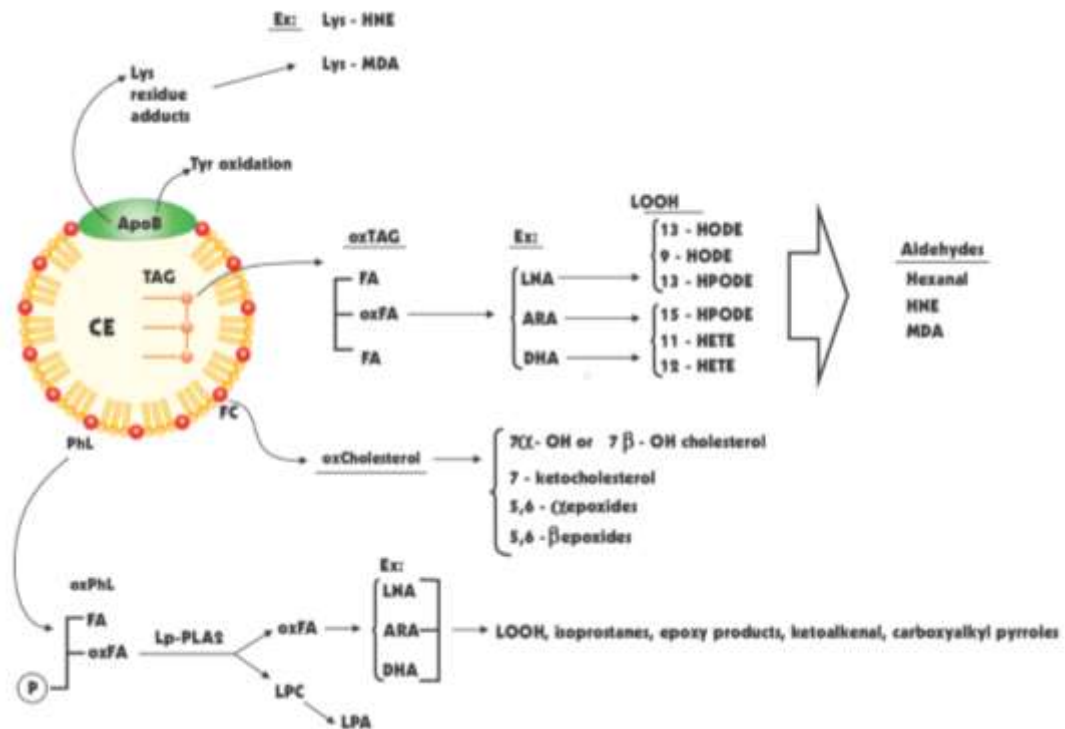 Ex: Lys - HNE
Lys - MDA
Lys
residue
adducts
Tyr oxidation
ApoB
TAG
CE
FC
PhL
oxTAG
FA
oxFA
FA
Ex:
LNA
ARA
DHA
LOOH
13 - HODE
9 - HODE
13 - HPODE
15 - HPODE
11 - HETE
12 - HETE
Aldehydes
Hexanal
HNE
MDA
oxCholesterol
7α- OH or 7 β - OH cholesterol
7 - ketocholesterol
5,6 - αepoxides
5,6 - βepoxides
oxPhL
FA
oxFA
P
Lp-PLA2
oxFA
LPC
LPA
Ex:
LNA
ARA
DHA
LOOH, isoprostanes, epoxy products, ketoalkenal, carboxyalkyl pyrroles